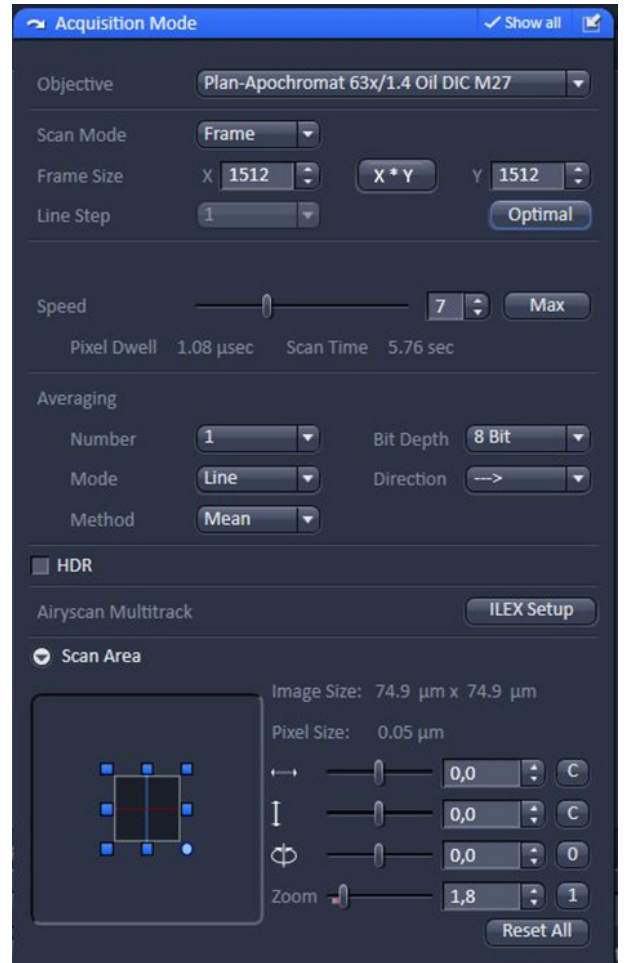 Acquisition Mode Show all
Objective Plan-Apochromat 63x/1.4 Oil DIC M27
Scan Mode Frame
Frame Size X 1512 X * Y Y 1512
Line Step 1 Optimal
Speed 7 Max
Pixel Dwell 1.08 µsec Scan Time 5.76 sec
Averaging
Number 1 Bit Depth 8 Bit
Mode Line Direction --->
Method Mean
HDR
Airyscan Multitrack ILEX Setup
Scan Area
Image Size: 74.9 µm x 74.9 µm
Pixel Size: 0.05 µm
0,0 C
0,0 C
0,0 0
Zoom 1,8 1
Reset All